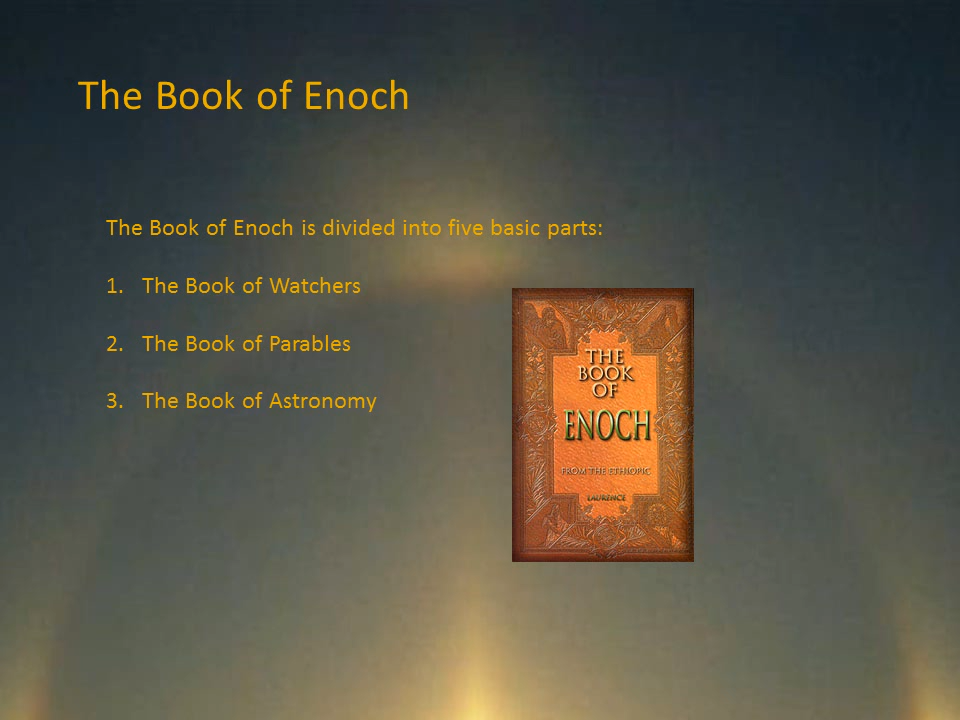 The Book of Enoch
The Book of Enoch is divided into five basic parts:
1. The Book of Watchers
2. The Book of Parables
3. The Book of Astronomy
THE
BOOK
OF
ENOCH
FROM THE ETHIOPIC
LAURENCE